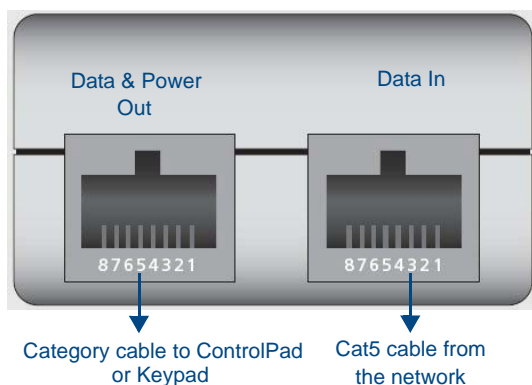 Data & Power
Out
Data In
87654321
87654321
Category cable to ControlPad
or Keypad
Cat5 cable from
the network